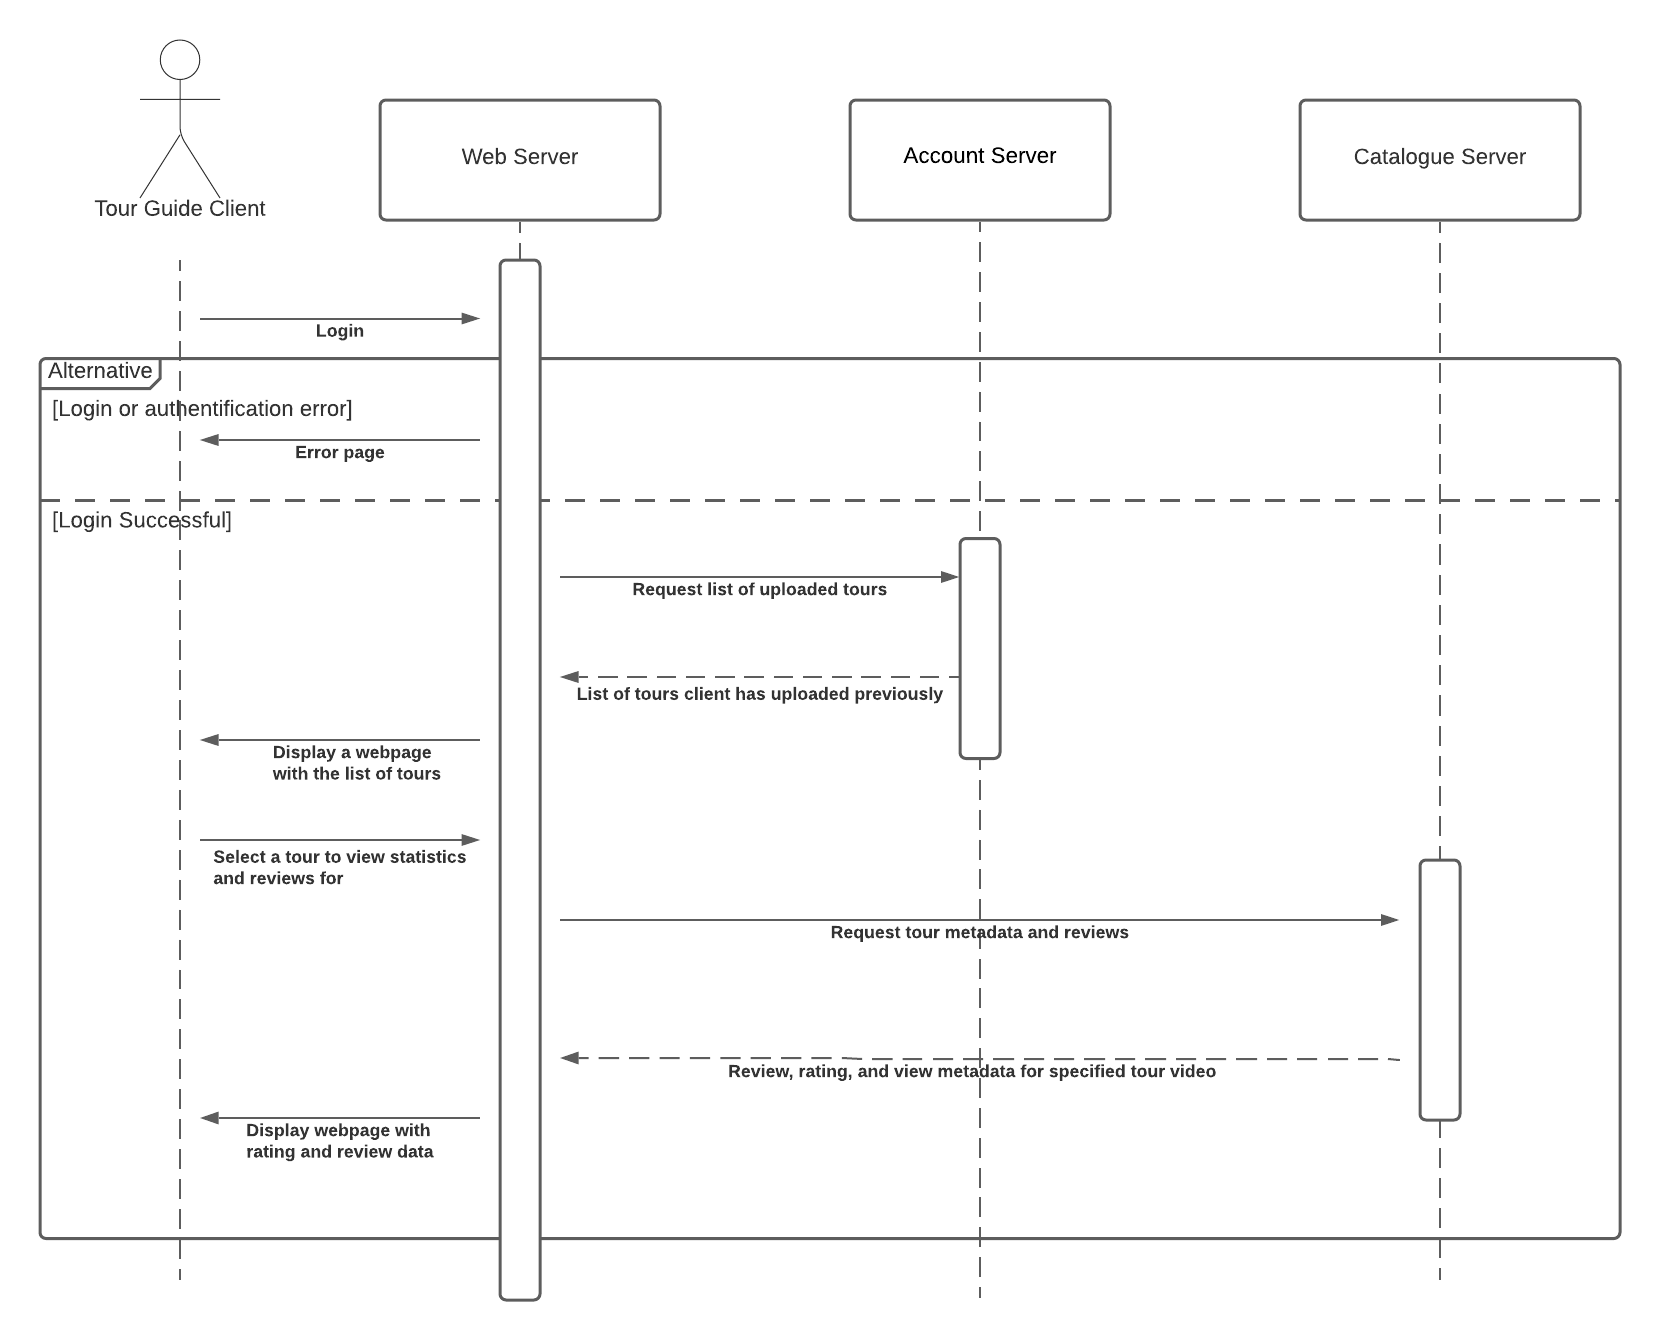 Tour Guide Client
Web Server
Account Server
Catalogue Server
Login
Alternative
[Login or authentification error]
Error page
[Login Successful]
Request list of uploaded tours
List of tours client has uploaded previously
Display a webpage
with the list of tours
Select a tour to view statistics
and reviews for
Request tour metadata and reviews
Review, rating, and view metadata for specified tour video
Display webpage with
rating and review data